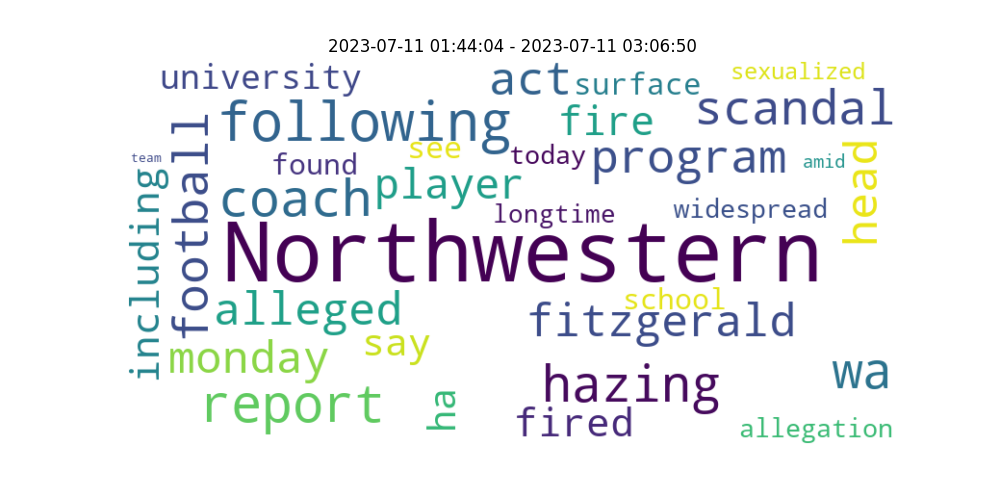 2023-07-11 01:44:04 - 2023-07-11 03:06:50
university
act
surface
sexualized
following
fire
scandal
football
see
team
found
today
program
amid
head
including
coach
player
longtime
widespread
Northwestern
alleged
school
fitzgerald
monday
say
wa
report
ha
hazing
fired
allegation